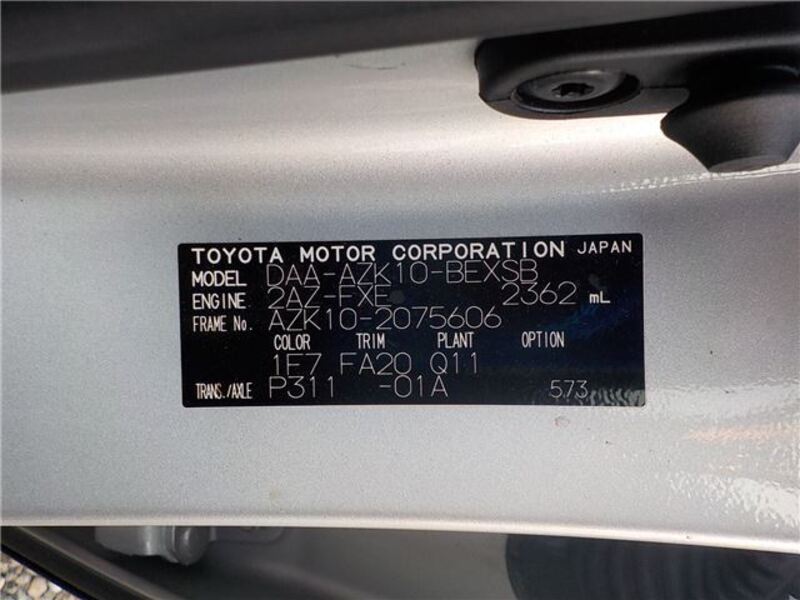 TOYOTA MOTOR CORPORATION JAPAN
MODEL DAA-AZK10-BEXSB
ENGINE 2AZ-FXE 2362 mL
FRAME No. AZK10-2075606
COLOR TRIM PLANT OPTION
1E7 FA20 Q11
TRANS./AXLE P311 -01A 573